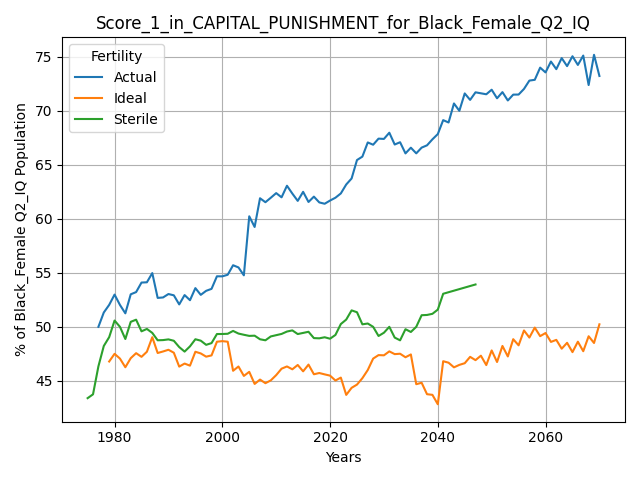 Score_1_in_CAPITAL_PUNISHMENT_for_Black_Female_Q2_IQ
Fertility
Actual
Ideal
Sterile
% of Black_Female Q2_IQ Population
75
70
65
60
55
50
45
1980
2000
2020
2040
2060
Years